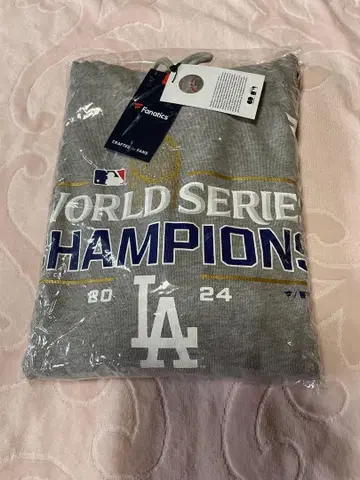 Fanatics
CRAFTED for FANS
WORLD SERIES
CHAMPIONS
20 24
LA